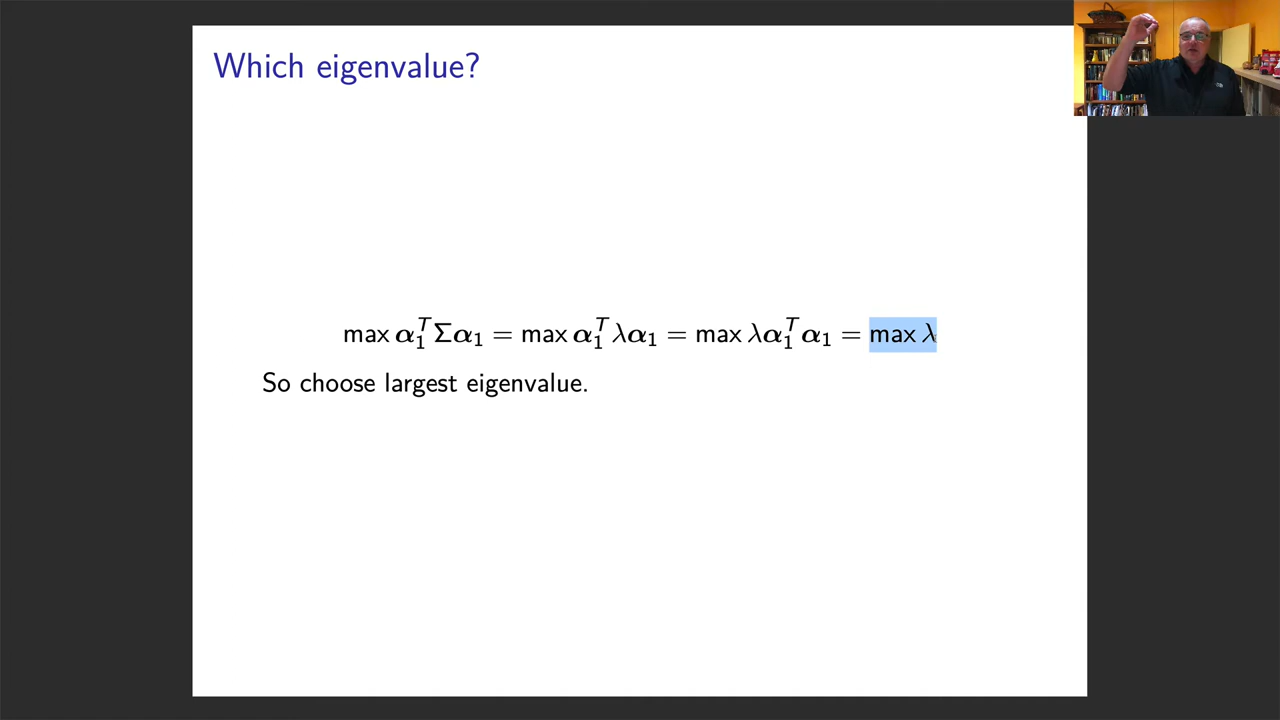 Which eigenvalue?
max α₁ᵀΣα₁ = max α₁ᵀλα₁ = max λα₁ᵀα₁ = max λ
So choose largest eigenvalue.